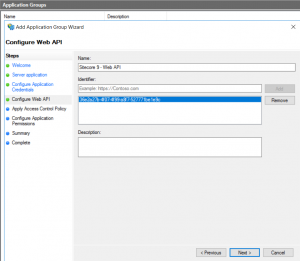 Application Groups
Name Description
Add Application Group Wizard
Configure Web API
Steps
Welcome
Server application
Configure Application Credentials
Configure Web API
Apply Access Control Policy
Configure Application Permissions
Summary
Complete
Name:
Sitecore 9 - Web API
Identifier:
Example: https://Contoso.com
Add
Remove
Description:
< Previous
Next >
Cancel